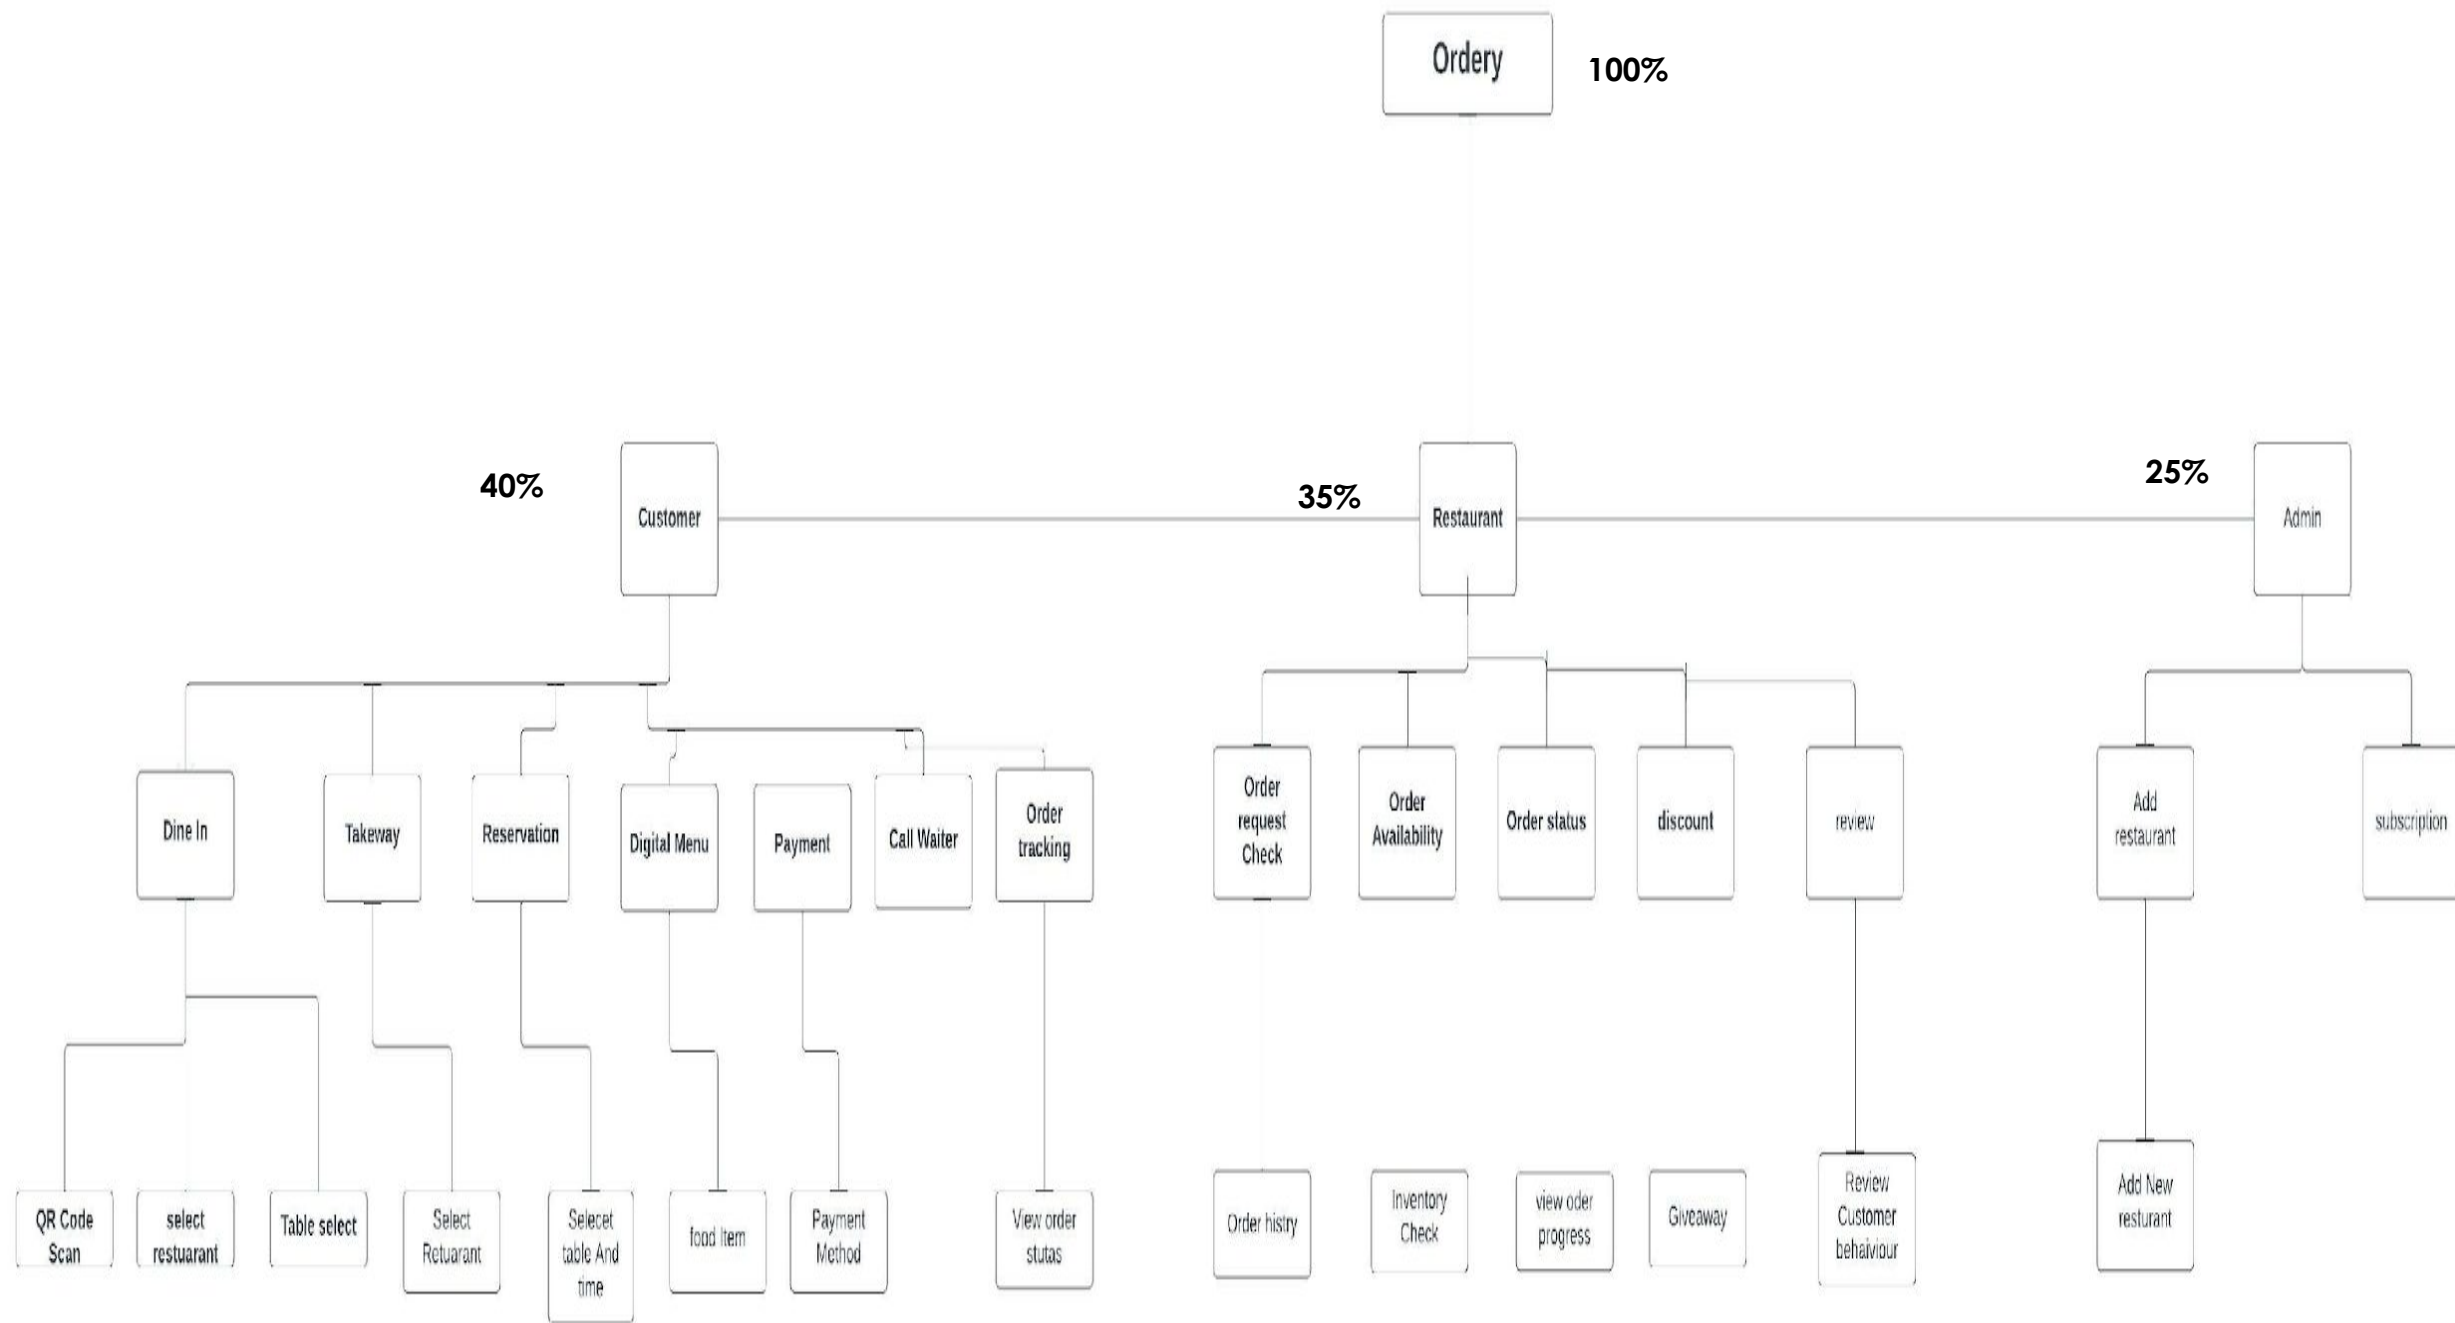 Ordery
100%
40%
Customer
35%
Restaurant
25%
Admin
Dine In
Takeway
Reservation
Digital Menu
Payment
Call Waiter
Order
tracking
Order
request
Check
Order
Availability
Order status
discount
review
Add
restaurant
subscription
QR Code
Scan
select
restuarant
Table select
Select
Retuarant
Selecet
table And
time
food Item
Payment
Method
View order
stutas
Order histry
Inventory
Check
view oder
progress
Giveaway
Review
Customer
behaiviour
Add New
resturant